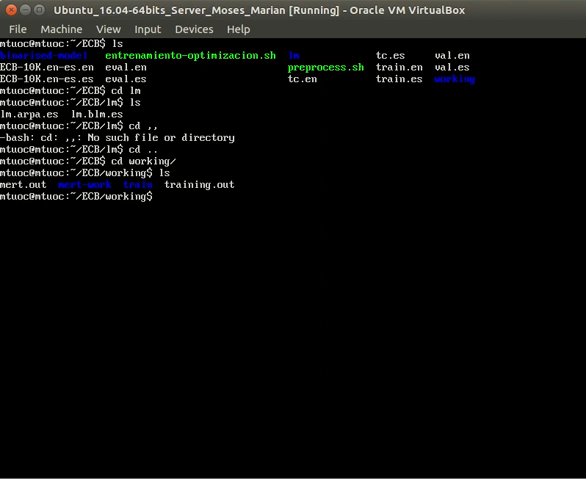 Ubuntu_16.04-64bits_Server_Moses_Marian [Running] - Oracle VM VirtualBox
File Machine View Input Devices Help
mtuoc@mtuoc:~/ECB$ ls
binarised-model entrenamiento-optimizacion.sh lm tc.es val.en
ECB-10K.en-es.en eval.en preprocess.sh train.en val.es
ECB-10K.en-es.es eval.es tc.en train.es working
mtuoc@mtuoc:~/ECB$ cd lm
mtuoc@mtuoc:~/ECB/lm$ ls
lm.arpa.es lm.blm.es
mtuoc@mtuoc:~/ECB/lm$ cd ,,
-bash: cd: ,,: No such file or directory
mtuoc@mtuoc:~/ECB/lm$ cd ..
mtuoc@mtuoc:~/ECB$ cd working/
mtuoc@mtuoc:~/ECB/working$ ls
mert.out mert-work train training.out
mtuoc@mtuoc:~/ECB/working$